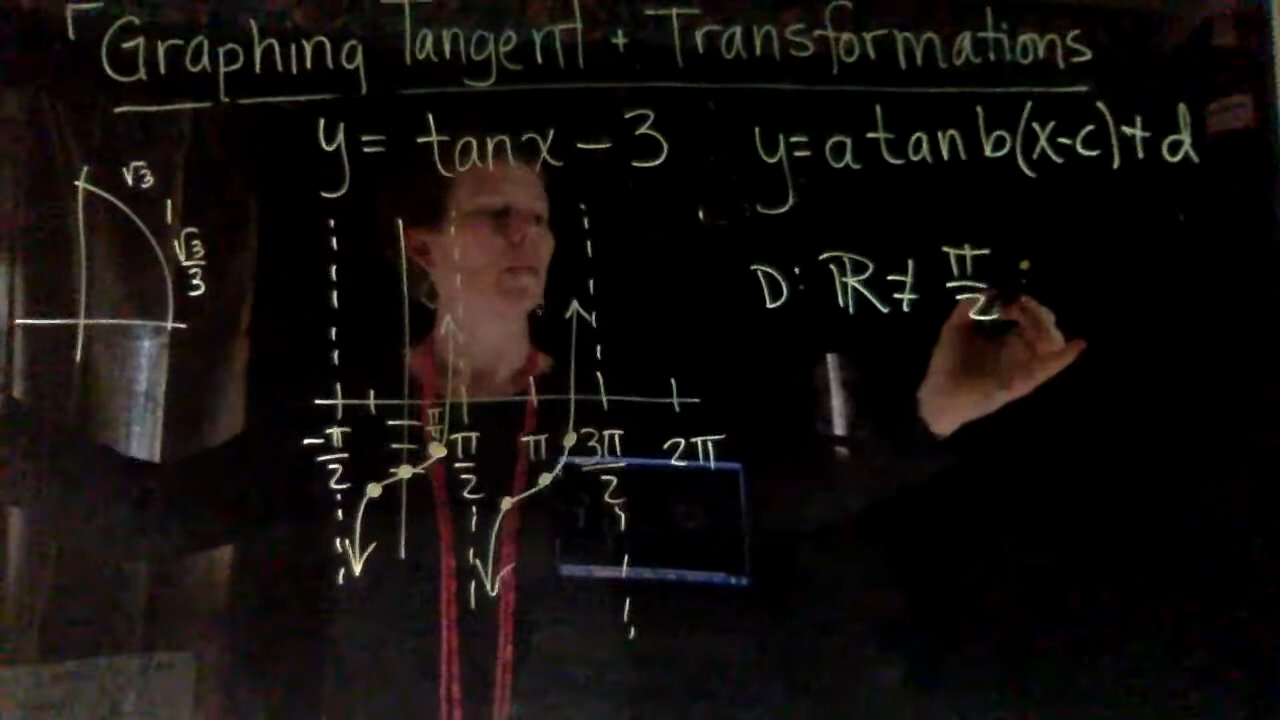 Graphing Tangent + Transformations
y = tan x - 3
y = a tan b(x-c) + d
√3
1
√3/3
D: ℝ ≠ π/2
-π/2
π
π/2
π
3π/2
2π